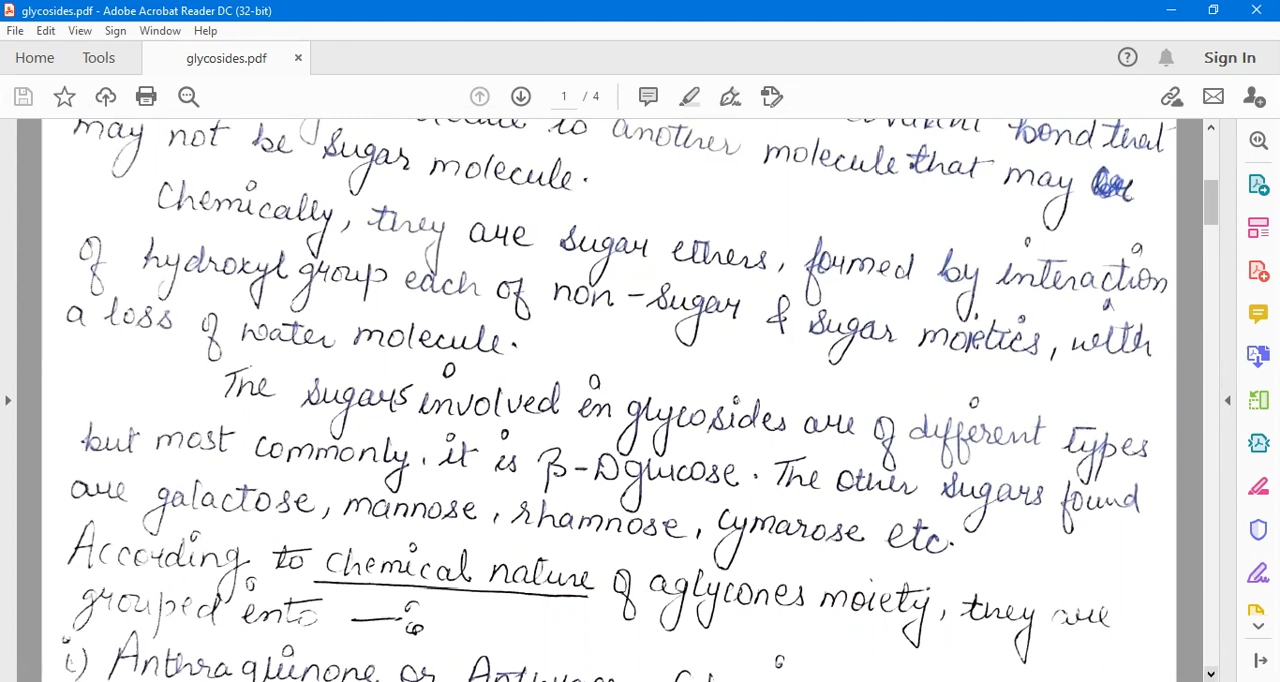 glycosides.pdf - Adobe Acrobat Reader DC (32-bit)
File Edit View Sign Window Help
Home Tools glycosides.pdf × Sign In
1 / 4
to another bond that
may not be sugar molecule. molecule that may be
Chemically, they are sugar ethers, formed by interaction
of hydroxyl group each of non-sugar & sugar moieties, with
a loss of water molecule.
The sugars involved in glycosides are of different types
but most commonly, it is β-D glucose. The other sugars found
are galactose, mannose, rhamnose, cymarose etc.
According to chemical nature of aglycones moiety, they are
grouped into —
i) Anthraquinone or